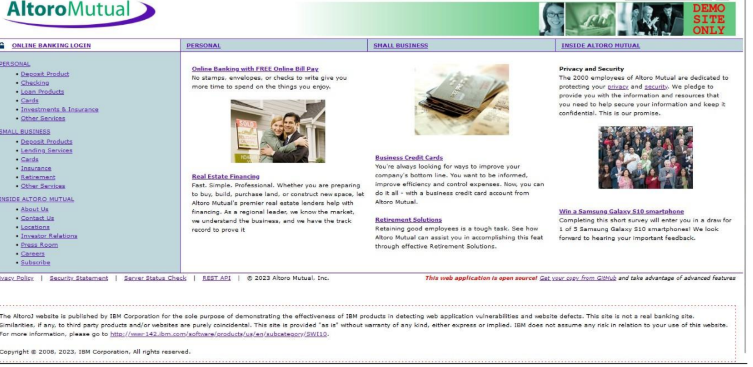 AltoroMutual
DEMO
SITE
ONLY
ONLINE BANKING LOGIN
PERSONAL
SMALL BUSINESS
INSIDE ALTORO MUTUAL
PERSONAL
• Deposit Product
• Checking
• Loan Products
• Cards
• Investments & Insurance
• Other Services
SMALL BUSINESS
• Deposit Products
• Lending Services
• Cards
• Insurance
• Retirement
• Other Services
INSIDE ALTORO MUTUAL
• About Us
• Contact Us
• Locations
• Investor Relations
• Press Room
• Careers
• Subscribe
Online Banking with FREE Online Bill Pay
No stamps, envelopes, or checks to write give you
more time to spend on the things you enjoy.
SOLD
Real Estate Financing
Fast. Simple. Professional. Whether you are preparing
to buy, build, purchase land, or construct new space, let
Altoro Mutual's premier real estate lenders help with
financing. As a regional leader, we know the market,
we understand the business, and we have the track
record to prove it
Business Credit Cards
You're always looking for ways to improve your
company's bottom line. You want to be informed,
improve efficiency and control expenses. Now, you can
do it all - with a business credit card account from
Altoro Mutual.
Retirement Solutions
Retaining good employees is a tough task. See how
Altoro Mutual can assist you in accomplishing this feat
through effective Retirement Solutions.
Privacy and Security
The 2000 employees of Altoro Mutual are dedicated to
protecting your privacy and security. We pledge to
provide you with the information and resources that
you need to help secure your information and keep it
confidential. This is our promise.
Win a Samsung Galaxy S10 smartphone
Completing this short survey will enter you in a draw for
1 of 5 Samsung Galaxy S10 smartphones! We look
forward to hearing your important feedback.
ivacy Policy | Security Statement | Server Status Check | REST API | © 2023 Altoro Mutual, Inc.
This web application is open source! Get your copy from GitHub and take advantage of advanced features
The AltoroJ website is published by IBM Corporation for the sole purpose of demonstrating the effectiveness of IBM products in detecting web application vulnerabilities and website defects. This site is not a real banking site.
Similarities, if any, to third party products and/or websites are purely coincidental. This site is provided "as is" without warranty of any kind, either express or implied. IBM does not assume any risk in relation to your use of this website.
For more information, please go to http://www-142.ibm.com/software/products/us/en/subcategory/SWI10.
Copyright © 2008, 2023, IBM Corporation, All rights reserved.